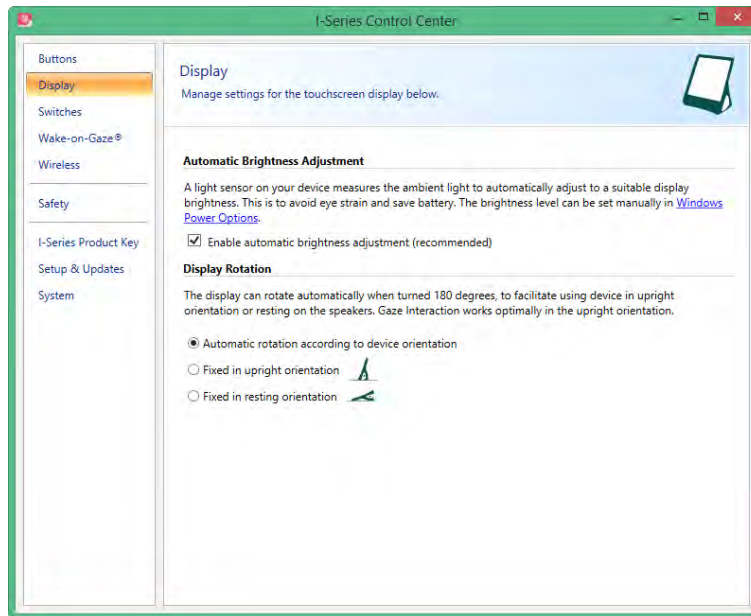 I-Series Control Center
Buttons
Display
Switches
Wake-on-Gaze®
Wireless
Safety
I-Series Product Key
Setup & Updates
System
Display
Manage settings for the touchscreen display below.
Automatic Brightness Adjustment
A light sensor on your device measures the ambient light to automatically adjust to a suitable display
brightness. This is to avoid eye strain and save battery. The brightness level can be set manually in Windows
Power Options.
Enable automatic brightness adjustment (recommended)
Display Rotation
The display can rotate automatically when turned 180 degrees, to facilitate using device in upright
orientation or resting on the speakers. Gaze Interaction works optimally in the upright orientation.
Automatic rotation according to device orientation
Fixed in upright orientation
Fixed in resting orientation